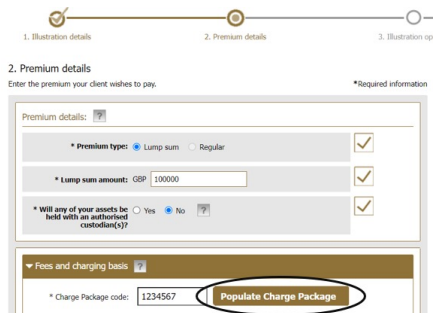 1. Illustration details
2. Premium details
3. Illustration op
2. Premium details
Enter the premium your client wishes to pay.
*Required information
Premium details: ?
* Premium type: Lump sum Regular
* Lump sum amount: GBP 100000
* Will any of your assets be held with an authorised custodian(s)? Yes No ?
Fees and charging basis ?
* Charge Package code: 1234567 Populate Charge Package